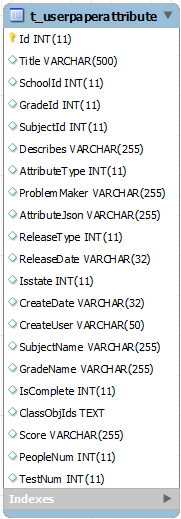 t_userpaperattribute
Id INT(11)
Title VARCHAR(500)
SchoolId INT(11)
GradeId INT(11)
SubjectId INT(11)
Describes VARCHAR(255)
AttributeType INT(11)
ProblemMaker VARCHAR(255)
AttributeJson VARCHAR(255)
ReleaseType INT(11)
ReleaseDate VARCHAR(32)
Isstate INT(11)
CreateDate VARCHAR(32)
CreateUser VARCHAR(50)
SubjectName VARCHAR(255)
GradeName VARCHAR(255)
IsComplete INT(11)
ClassObjIds TEXT
Score VARCHAR(255)
PeopleNum INT(11)
TestNum INT(11)
Indexes